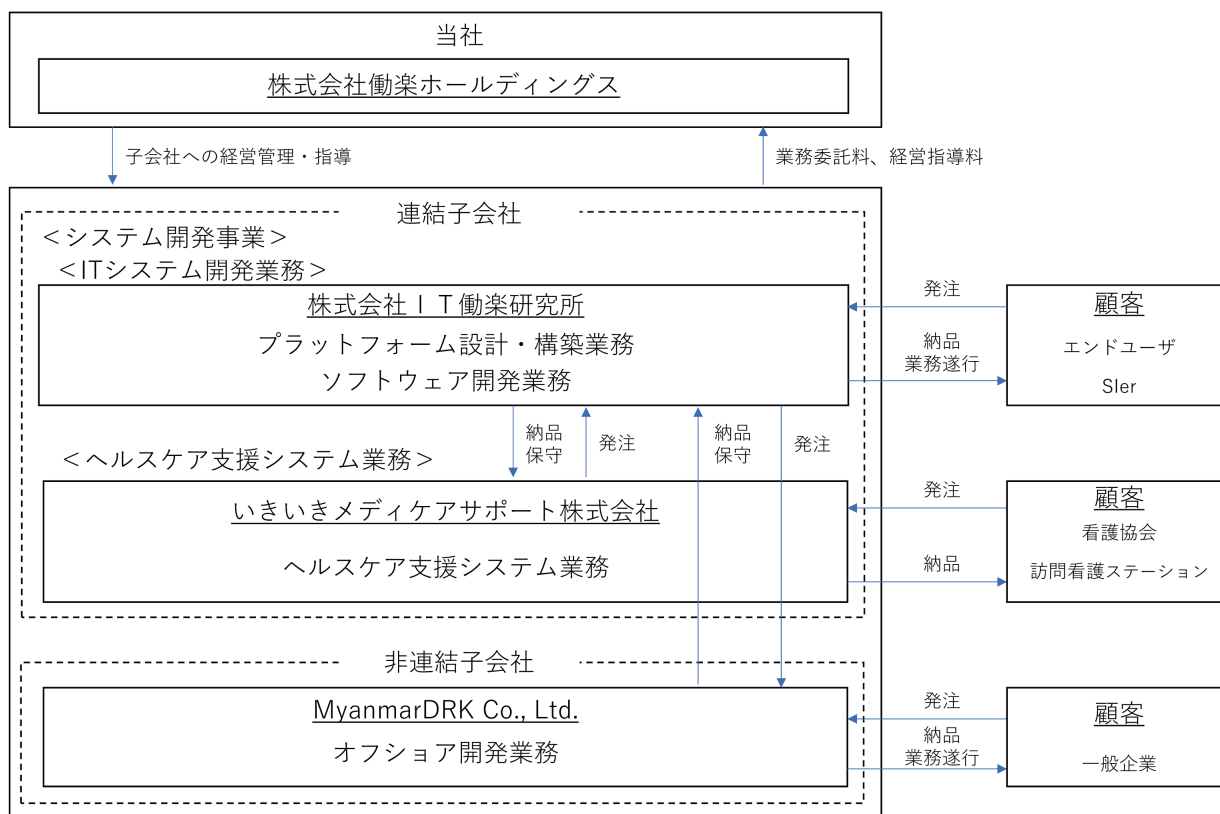 当社
株式会社働楽ホールディングス
子会社への経営管理・指導
業務委託料、経営指導料
連結子会社
＜システム開発事業＞
＜ITシステム開発業務＞
株式会社ＩＴ働楽研究所
プラットフォーム設計・構築業務
ソフトウェア開発業務
発注
納品
業務遂行
顧客
エンドユーザ
SIer
納品
保守
発注
納品
保守
発注
＜ヘルスケア支援システム業務＞
いきいきメディケアサポート株式会社
ヘルスケア支援システム業務
発注
納品
顧客
看護協会
訪問看護ステーション
非連結子会社
MyanmarDRK Co., Ltd.
オフショア開発業務
発注
納品
業務遂行
顧客
一般企業